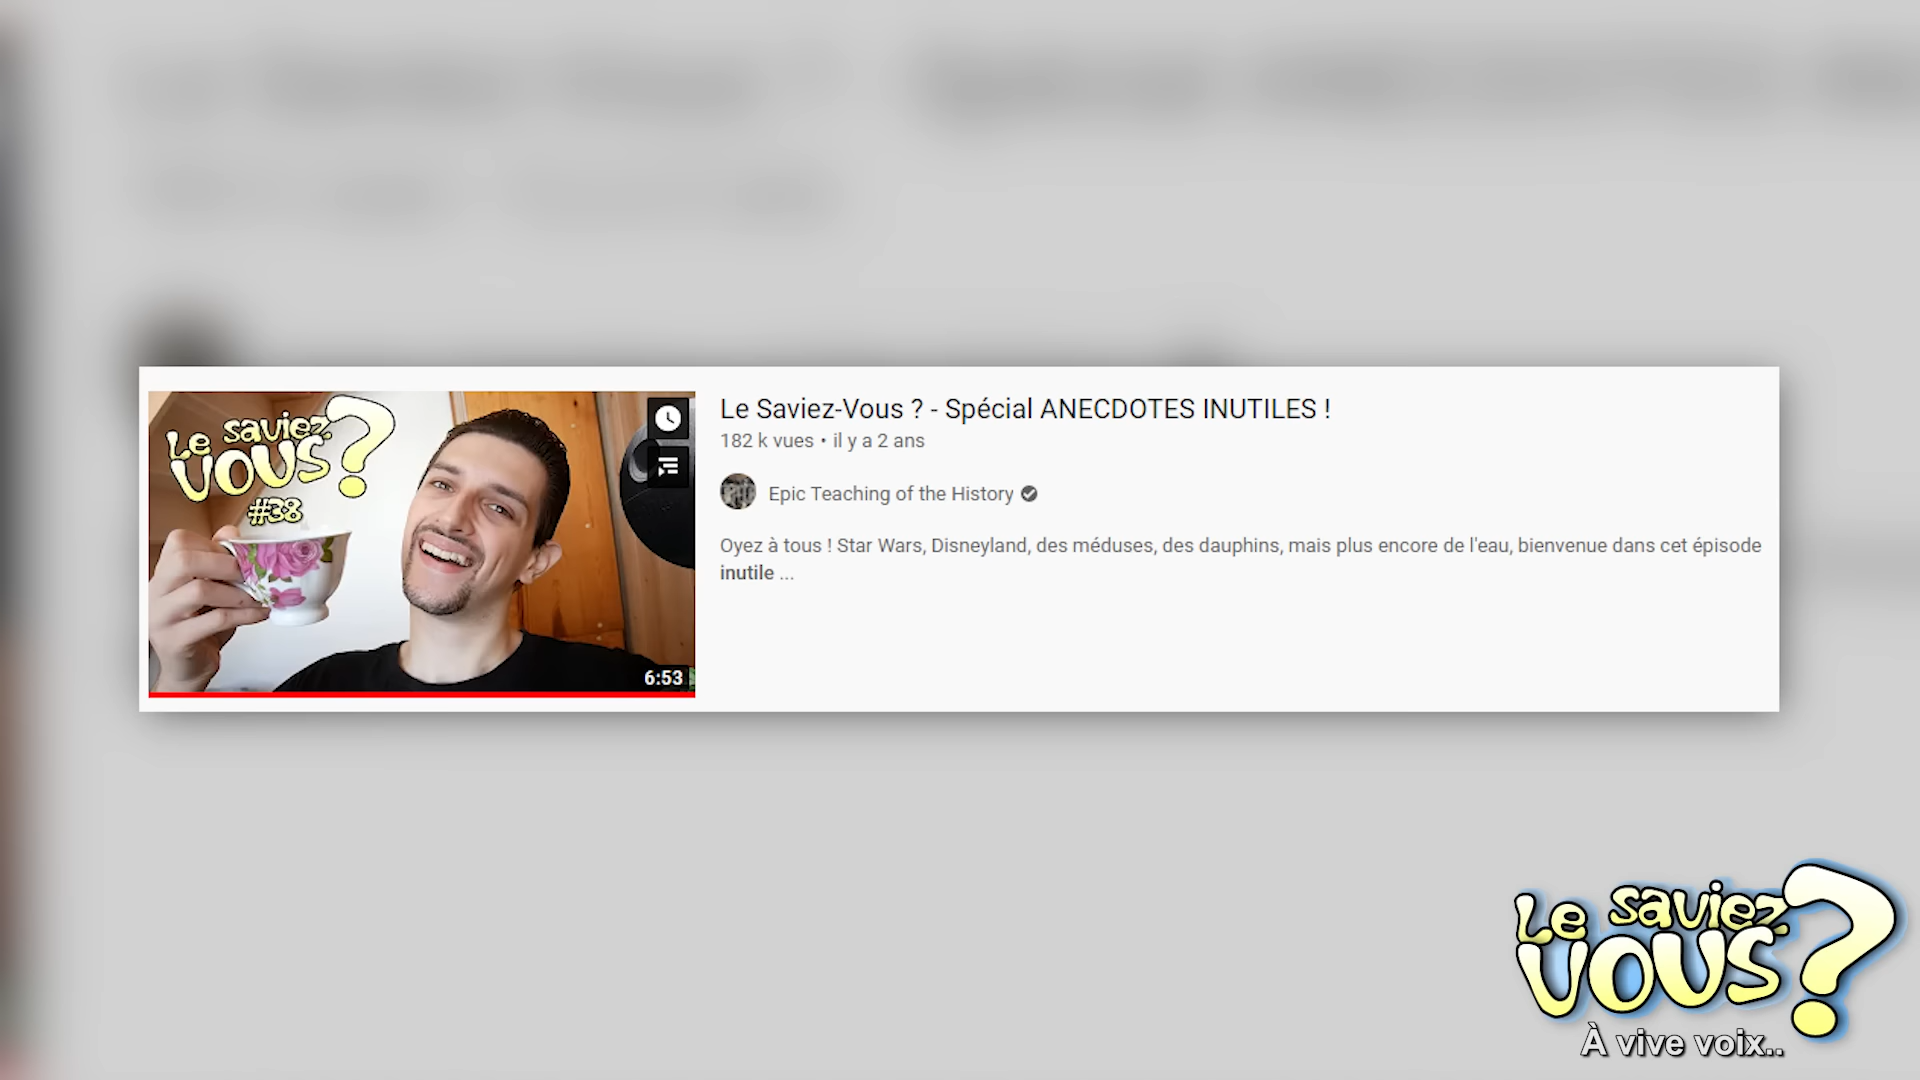 Le saviez-
VOUS?
#38
6:53
Le Saviez-Vous ? - Spécial ANECDOTES INUTILES !
182 k vues • il y a 2 ans
Epic Teaching of the History
Oyez à tous ! Star Wars, Disneyland, des méduses, des dauphins, mais plus encore de l'eau, bienvenue dans cet épisode
inutile ...
Le saviez-
VOUS?
À vive voix..